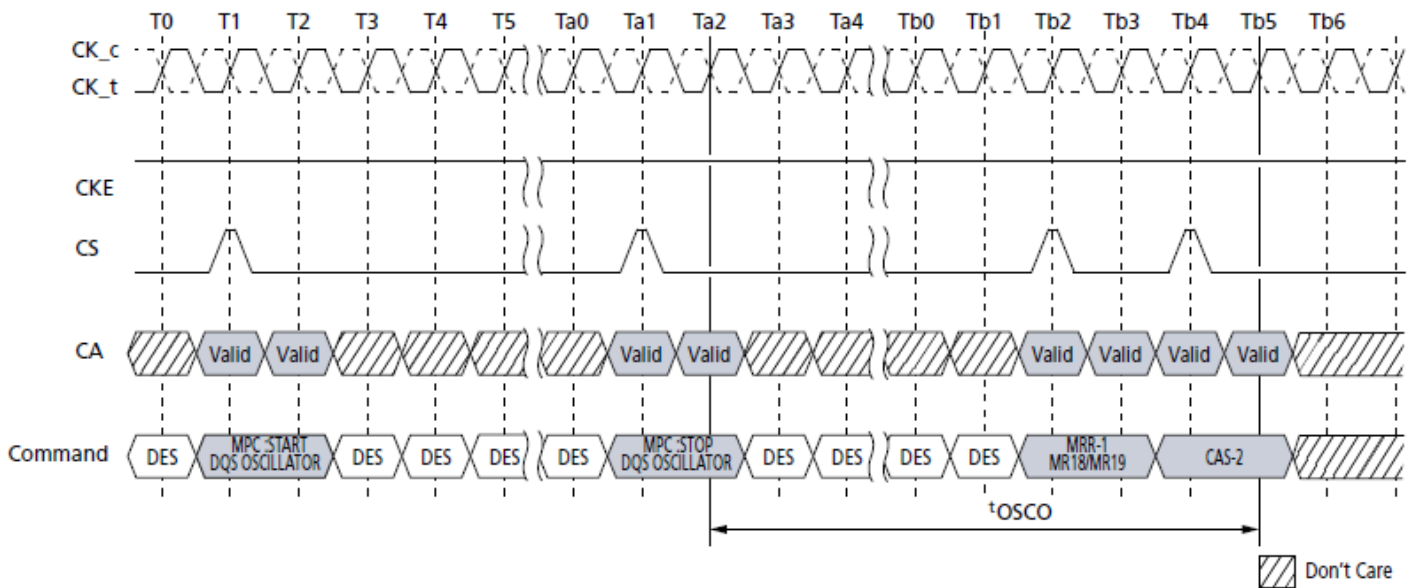 T0 T1 T2 T3 T4 T5 Ta0 Ta1 Ta2 Ta3 Ta4 Tb0 Tb1 Tb2 Tb3 Tb4 Tb5 Tb6
CK_c
CK_t
CKE
CS
CA Valid Valid Valid Valid Valid Valid Valid Valid
MPC :START MPC :STOP MRR-1
Command DES DES DES DES DES DES DES DES DES CAS-2
DQS OSCILLATOR DQS OSCILLATOR MR18/MR19
tOSCO
Don't Care